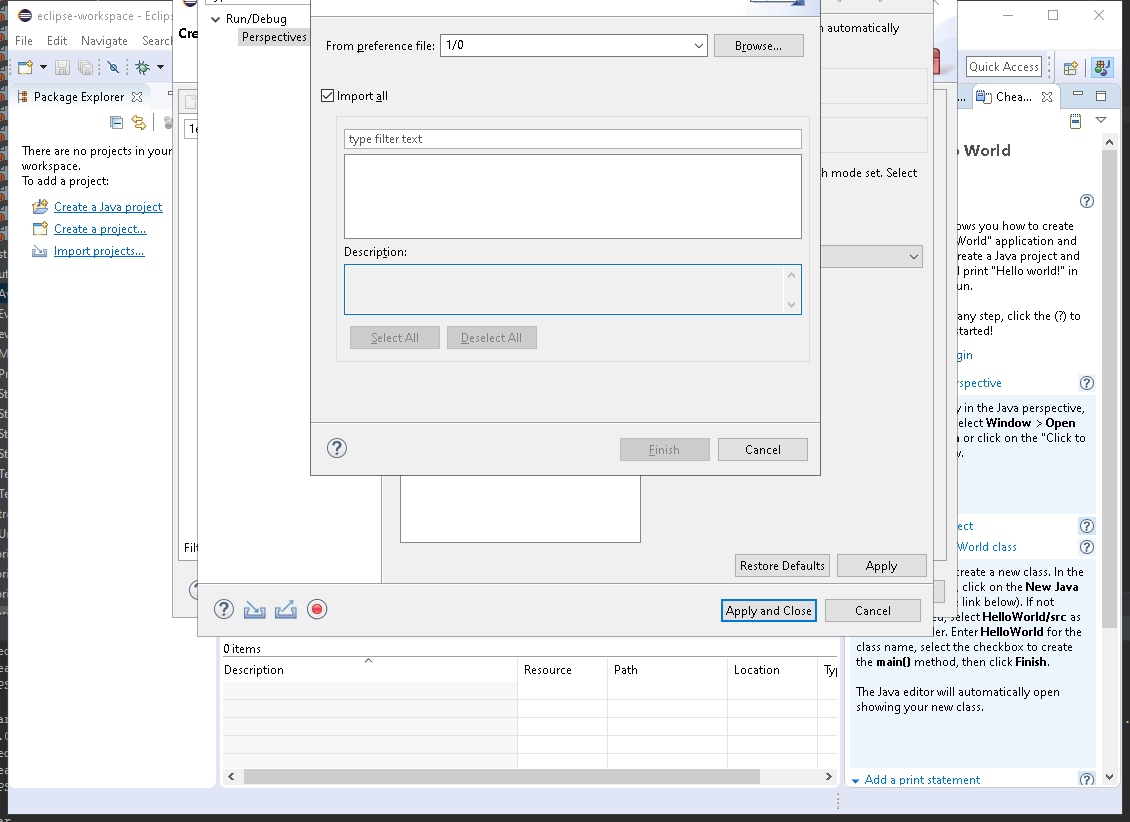 eclipse-workspace - Eclips
File Edit Navigate Search
Quick Access
Package Explorer
There are no projects in your
workspace.
To add a project:
Create a Java project
Create a project...
Import projects...
Cre
Run/Debug
Perspectives
From preference file: 1/0 Browse...
Import all
type filter text
Description:
Select All Deselect All
Finish Cancel
automatically
h mode set. Select
Restore Defaults Apply
Apply and Close Cancel
0 items
Description Resource Path Location Typ
Chea...
World
ows you how to create
World" application and
reate a Java project and
print "Hello world!" in
un.
any step, click the (?) to
started!
gin
spective
y in the Java perspective,
elect Window > Open
or click on the "Click to
w.
ect
World class
create a new class. In the
, click on the New Java
link below). If not
ed, select HelloWorld/src as
der. Enter HelloWorld for the
class name, select the checkbox to create
the main() method, then click Finish.
The Java editor will automatically open
showing your new class.
Add a print statement